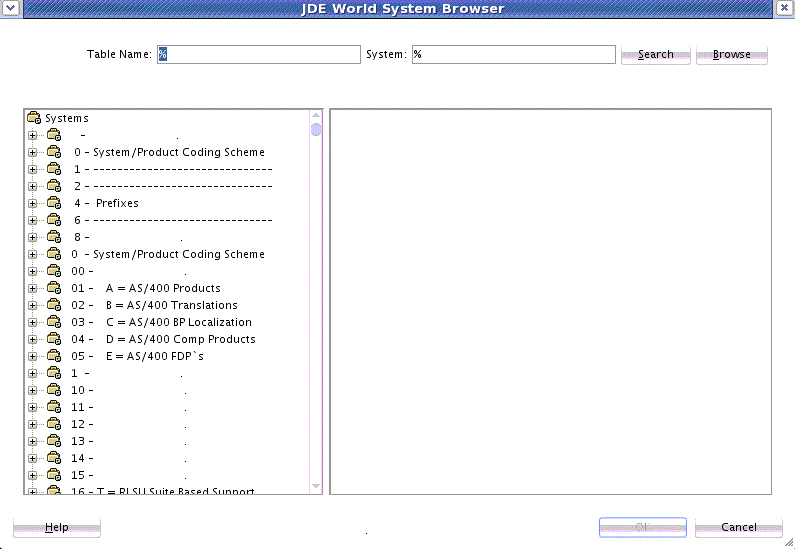 JDE World System Browser
Table Name: % System: % Search Browse
Systems
- .
0 - System/Product Coding Scheme
1 - ------------------------------
2 - ------------------------------
4 - Prefixes
6 - ------------------------------
8 - .
0 - System/Product Coding Scheme
00 - .
01 - A = AS/400 Products
02 - B = AS/400 Translations
03 - C = AS/400 BP Localization
04 - D = AS/400 Comp Products
05 - E = AS/400 FDP`s
1 - .
10 - .
11 - .
12 - .
13 - .
14 - .
15 - .
16 - T = RLSU Suite Based Support
Help . OK Cancel